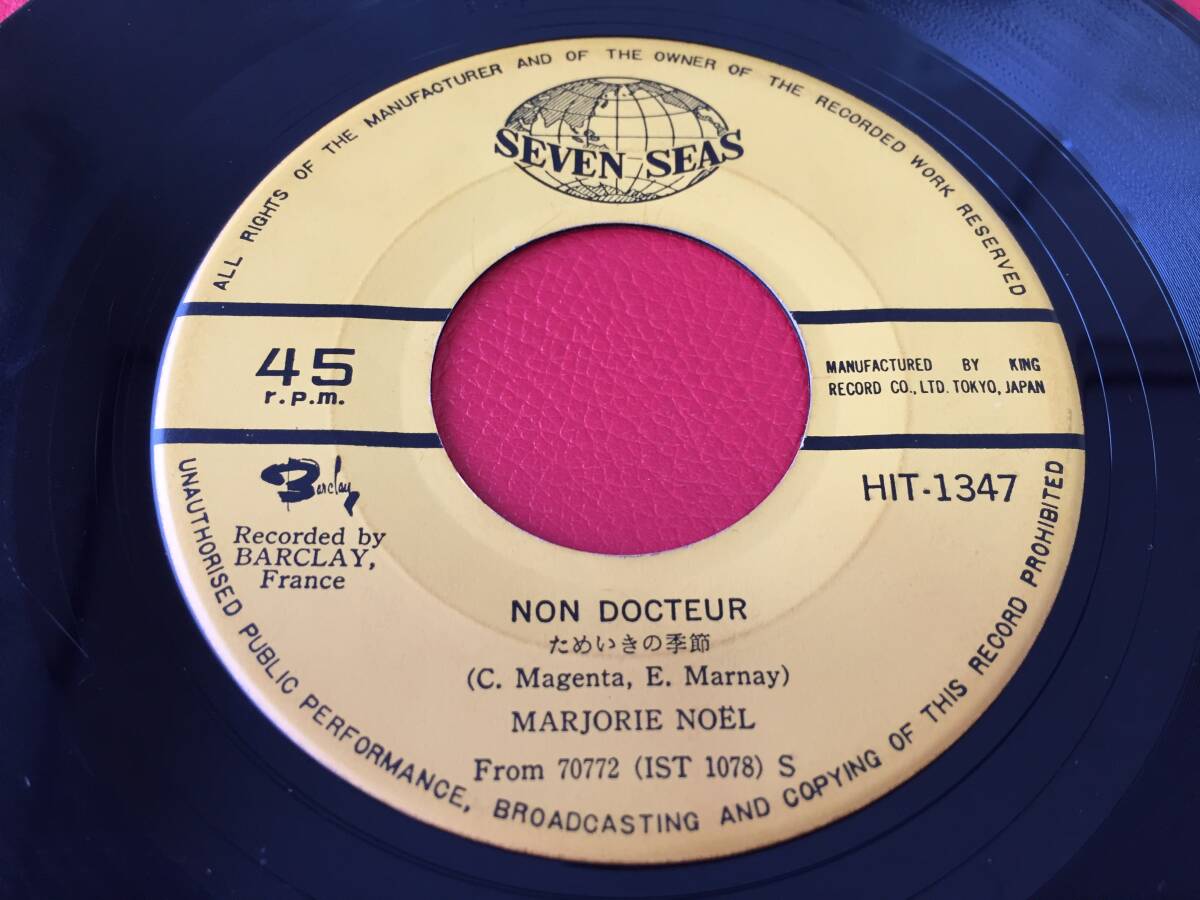 ALL RIGHTS OF THE MANUFACTURER AND OF THE OWNER OF THE RECORDED WORK RESERVED
SEVEN SEAS
45
r.p.m.
MANUFACTURED BY KING
RECORD CO., LTD. TOKYO, JAPAN
HIT-1347
Barclay
Recorded by
BARCLAY,
France
NON DOCTEUR
ためいきの季節
(C. Magenta, E. Marnay)
MARJORIE NOËL
From 70772 (IST 1078) S
UNAUTHORISED PUBLIC PERFORMANCE, BROADCASTING AND COPYING OF THIS RECORD PROHIBITED